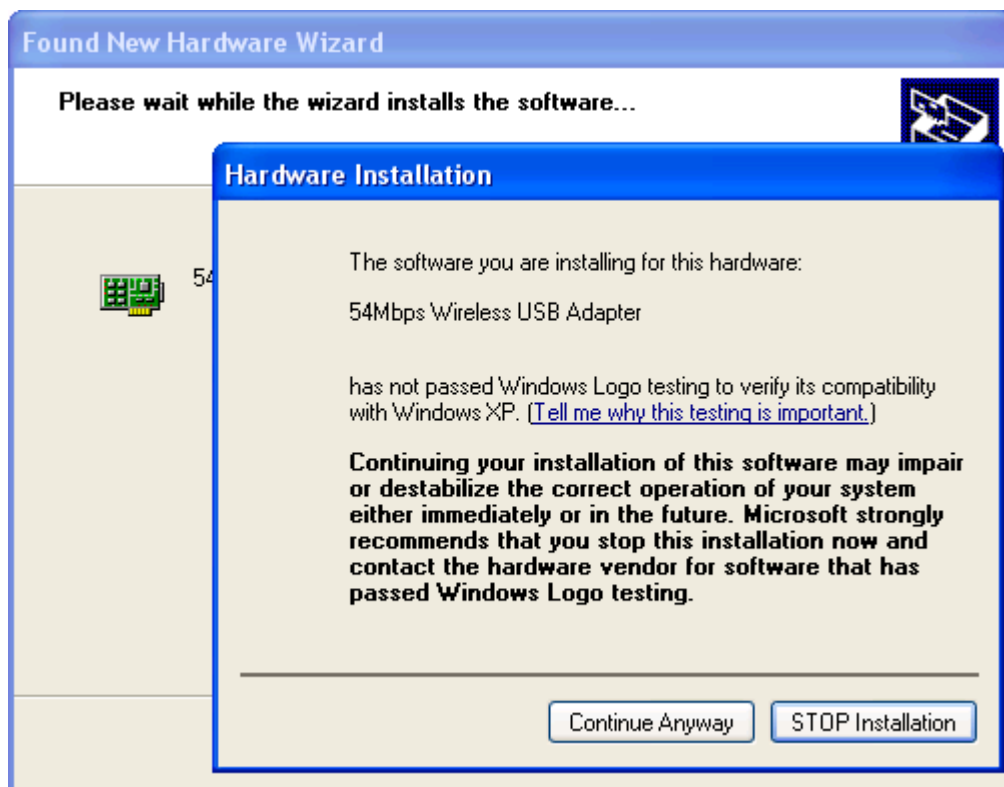 Found New Hardware Wizard
Please wait while the wizard installs the software...
Hardware Installation
54
The software you are installing for this hardware:
54Mbps Wireless USB Adapter
has not passed Windows Logo testing to verify its compatibility
with Windows XP. (Tell me why this testing is important.)
Continuing your installation of this software may impair
or destabilize the correct operation of your system
either immediately or in the future. Microsoft strongly
recommends that you stop this installation now and
contact the hardware vendor for software that has
passed Windows Logo testing.
Continue Anyway
STOP Installation